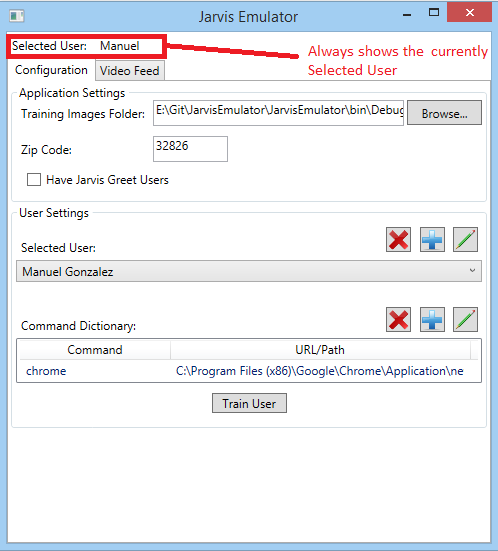 Jarvis Emulator
Selected User: Manuel
Always shows the currently
Selected User
Configuration Video Feed
Application Settings
Training Images Folder: E:\Git\JarvisEmulator\JarvisEmulator\bin\Debug Browse...
Zip Code: 32826
Have Jarvis Greet Users
User Settings
Selected User:
Manuel Gonzalez
Command Dictionary:
Command URL/Path
chrome C:\Program Files (x86)\Google\Chrome\Application\ne
Train User